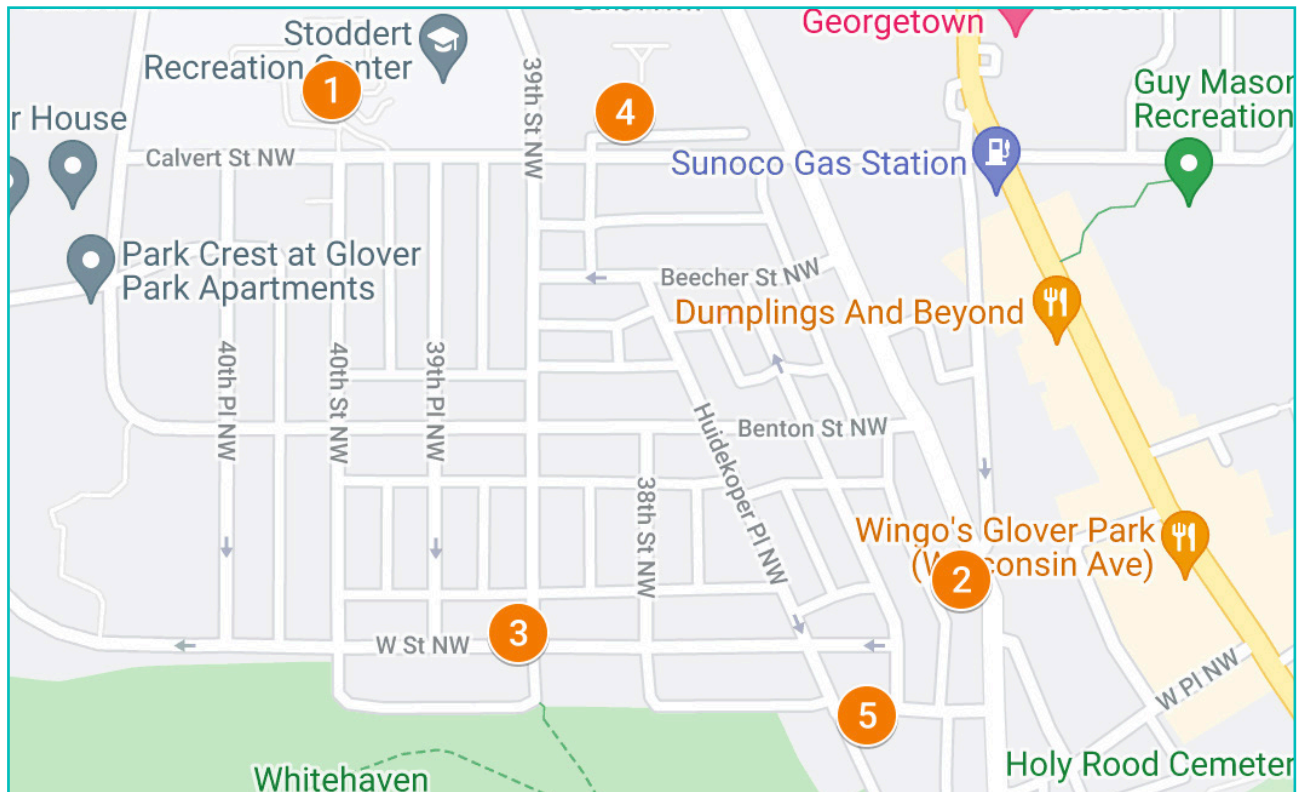 Georgetown
Stoddert
Recreation Center
1
4
39th St NW
Guy Mason
Recreation
r House
Calvert St NW
Sunoco Gas Station
Park Crest at Glover
Park Apartments
Beecher St NW
Dumplings And Beyond
40th Pl NW
40th St NW
39th Pl NW
Huidekoper Pl NW
Benton St NW
38th St NW
Wingo's Glover Park
(Wisconsin Ave)
2
3
W St NW
W Pl NW
5
Holy Rood Cemeter
Whitehaven